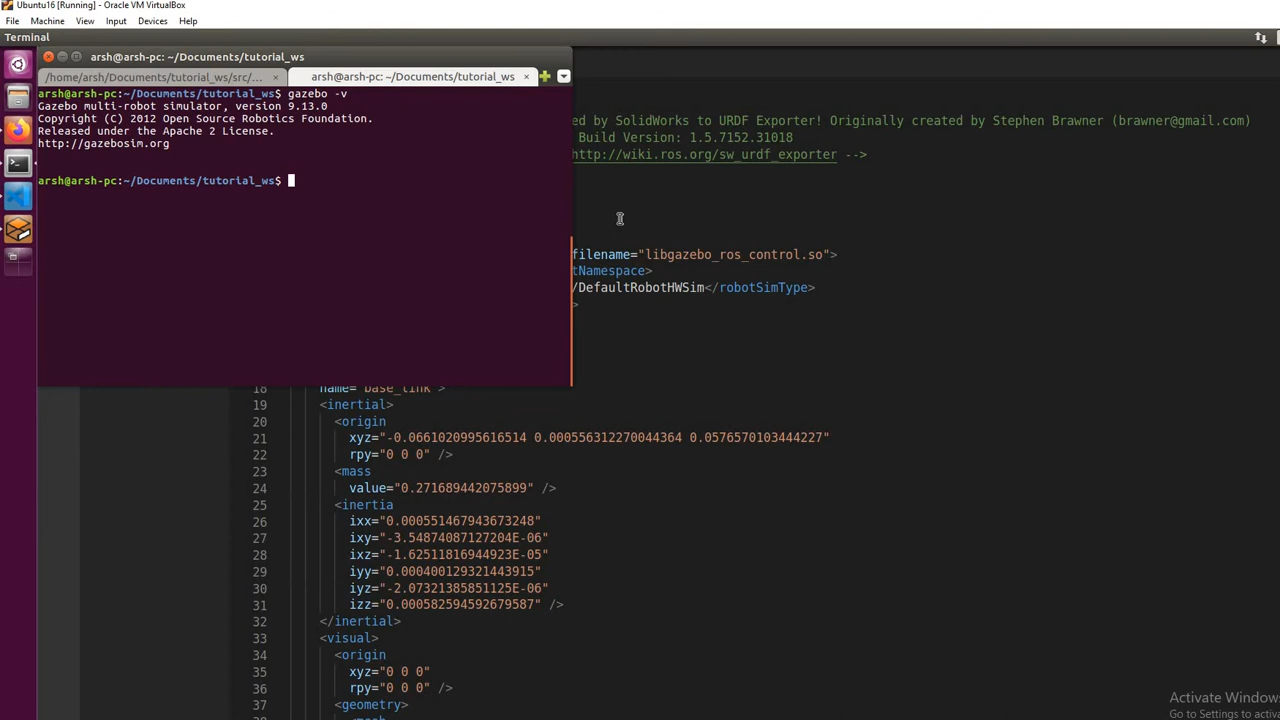 Ubuntu16 [Running] - Oracle VM VirtualBox
File Machine View Input Devices Help
Terminal
arsh@arsh-pc: ~/Documents/tutorial_ws
/home/arsh/Documents/tutorial_ws/src/... × arsh@arsh-pc: ~/Documents/tutorial_ws ×
arsh@arsh-pc:~/Documents/tutorial_ws$ gazebo -v
Gazebo multi-robot simulator, version 9.13.0
Copyright (C) 2012 Open Source Robotics Foundation.
Released under the Apache 2 License.
http://gazebosim.org
arsh@arsh-pc:~/Documents/tutorial_ws$
ed by SolidWorks to URDF Exporter! Originally created by Stephen Brawner (brawner@gmail.com)
Build Version: 1.5.7152.31018
http://wiki.ros.org/sw_urdf_exporter -->
filename="libgazebo_ros_control.so">
tNamespace>
/DefaultRobotHWSim</robotSimType>
>
18 name="base_link">
19 <inertial>
20 <origin
21 xyz="-0.0661020995616514 0.000556312270044364 0.0576570103444227"
22 rpy="0 0 0" />
23 <mass
24 value="0.271689442075899" />
25 <inertia
26 ixx="0.000551467943673248"
27 ixy="-3.54874087127204E-06"
28 ixz="-1.62511816944923E-05"
29 iyy="0.000400129321443915"
30 iyz="-2.07321385851125E-06"
31 izz="0.000582594592679587" />
32 </inertial>
33 <visual>
34 <origin
35 xyz="0 0 0"
36 rpy="0 0 0" />
37 <geometry>
Activate Windows
Go to Settings to activa